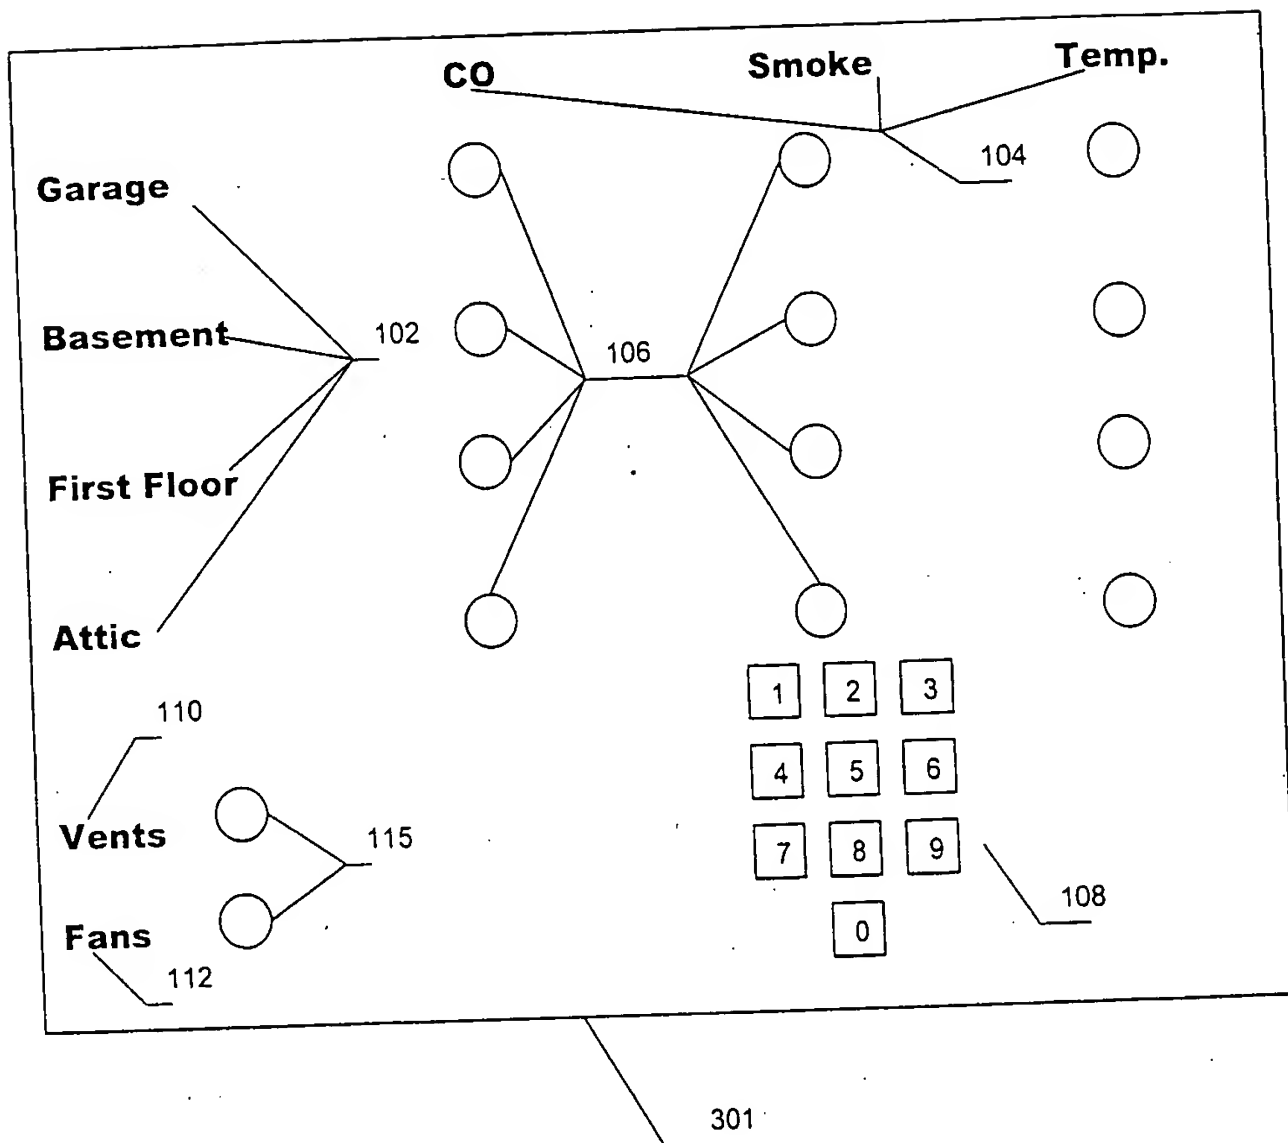 CO Smoke Temp.
104
Garage
Basement 102 106
First Floor
Attic
1 2 3
110
4 5 6
Vents 115
7 8 9
108
Fans 0
112
301